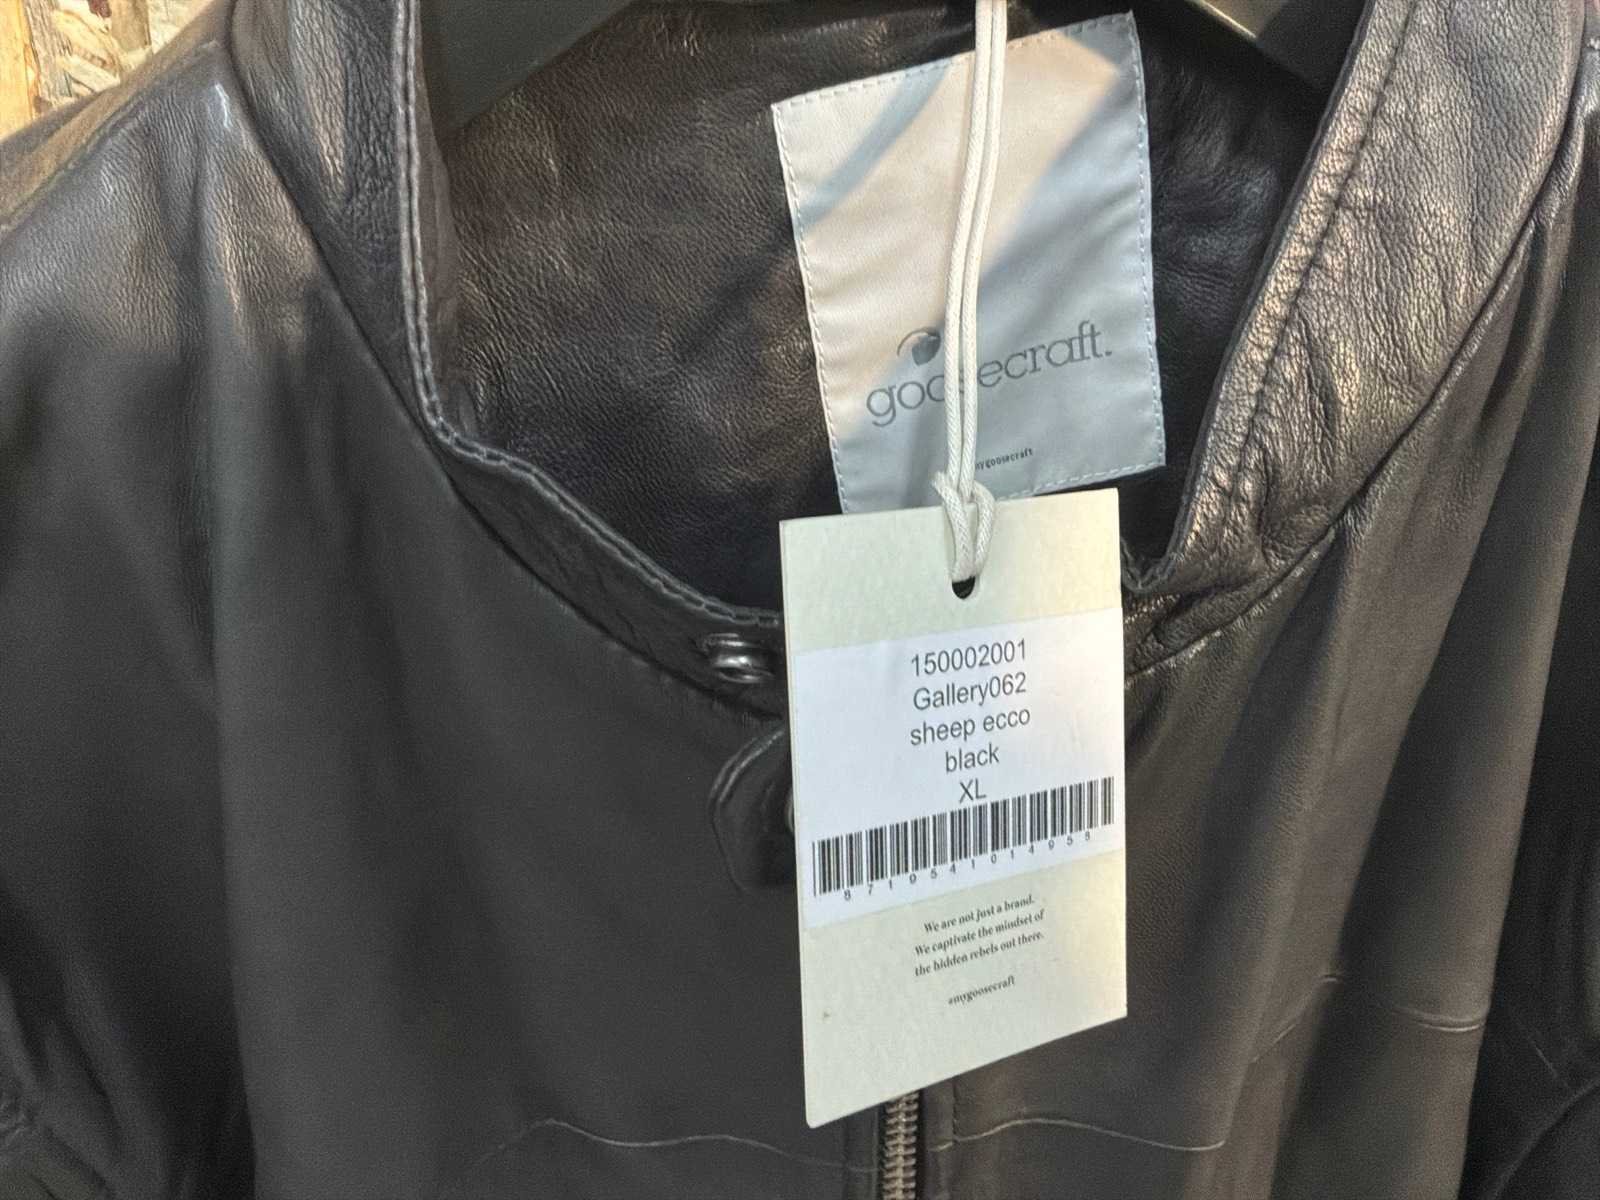 goosecraft.
mygoosecraft
150002001
Gallery062
sheep ecco
black
XL
We are not just a brand.
We captivate the mindset of
the hidden rebels out there.
#mygoosecraft